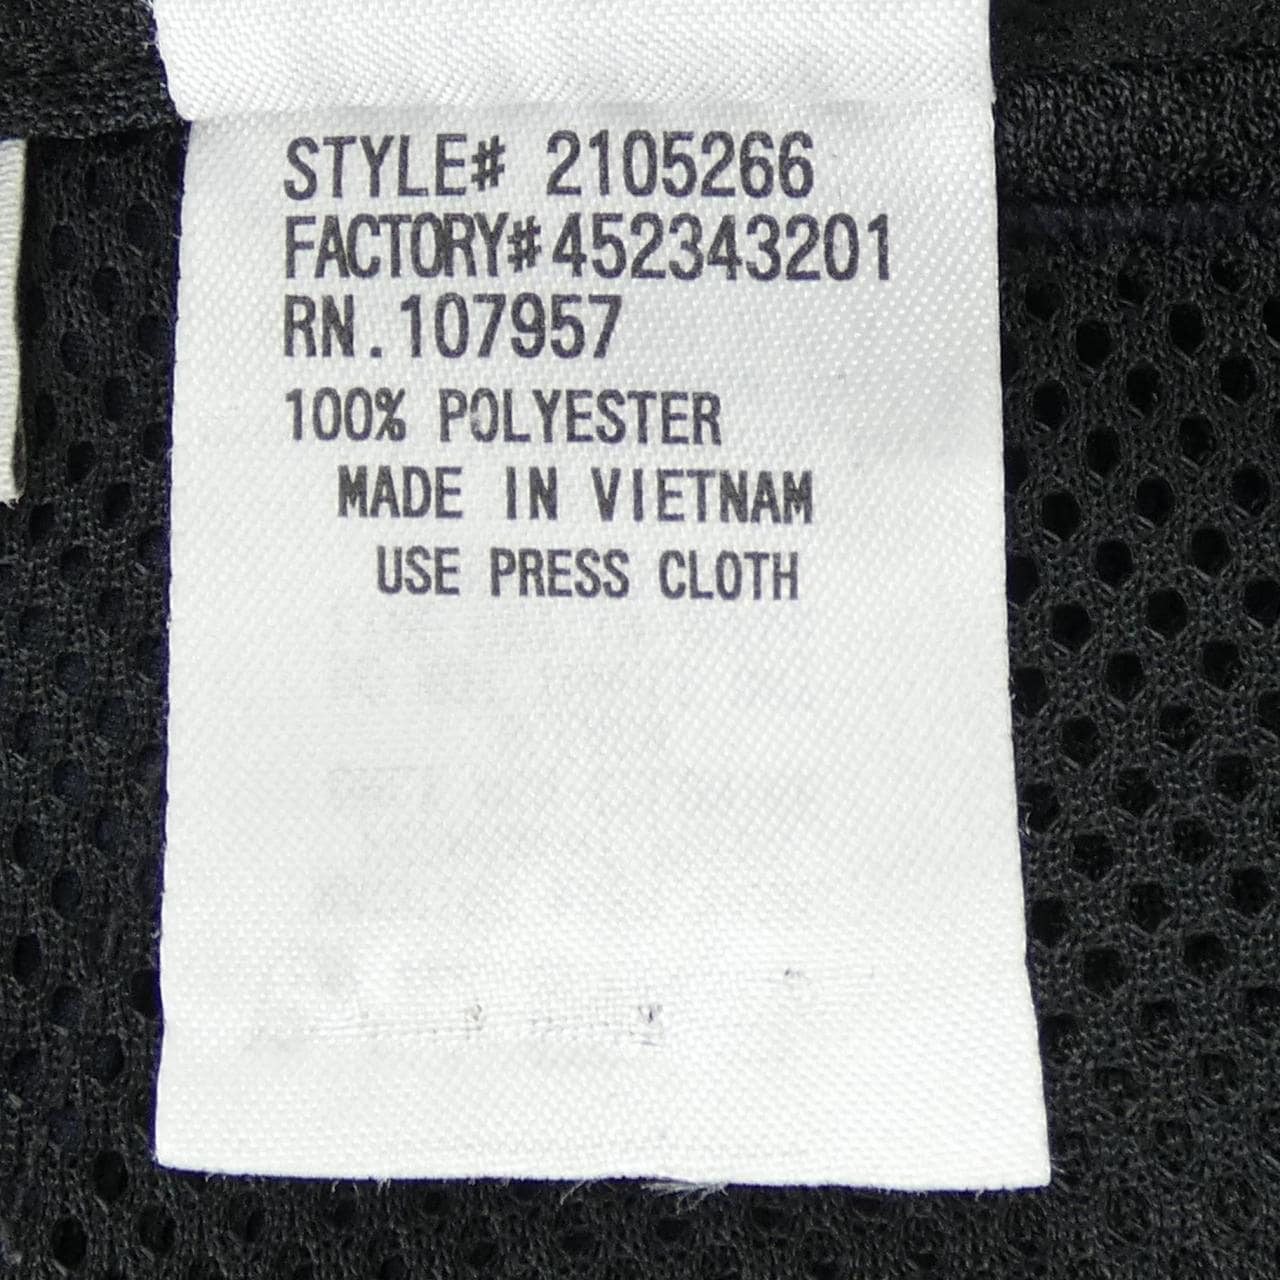 STYLE# 2105266
FACTORY#452343201
RN.107957
100% POLYESTER
MADE IN VIETNAM
USE PRESS CLOTH